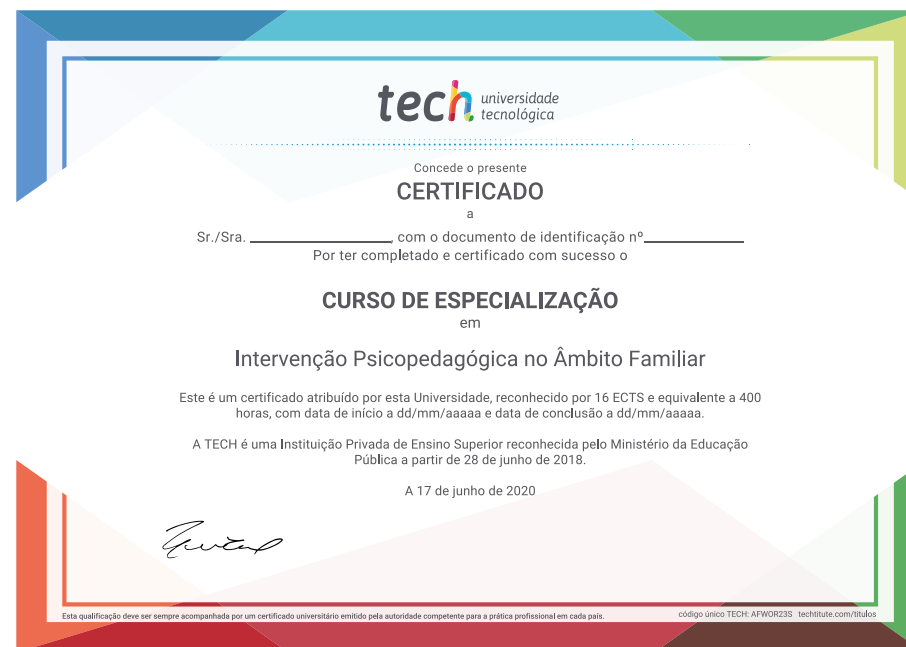 tech universidade
tecnológica
Concede o presente
CERTIFICADO
a
Sr./Sra. ______________, com o documento de identificação nº__________
Por ter completado e certificado com sucesso o
CURSO DE ESPECIALIZAÇÃO
em
Intervenção Psicopedagógica no Âmbito Familiar
Este é um certificado atribuído por esta Universidade, reconhecido por 16 ECTS e equivalente a 400
horas, com data de início a dd/mm/aaaaa e data de conclusão a dd/mm/aaaaa.
A TECH é uma Instituição Privada de Ensino Superior reconhecida pelo Ministério da Educação
Pública a partir de 28 de junho de 2018.
A 17 de junho de 2020
Esta qualificação deve ser sempre acompanhada por um certificado universitário emitido pela autoridade competente para a prática profissional em cada país.
código único TECH: AFWOR23S techtitute.com/titulos